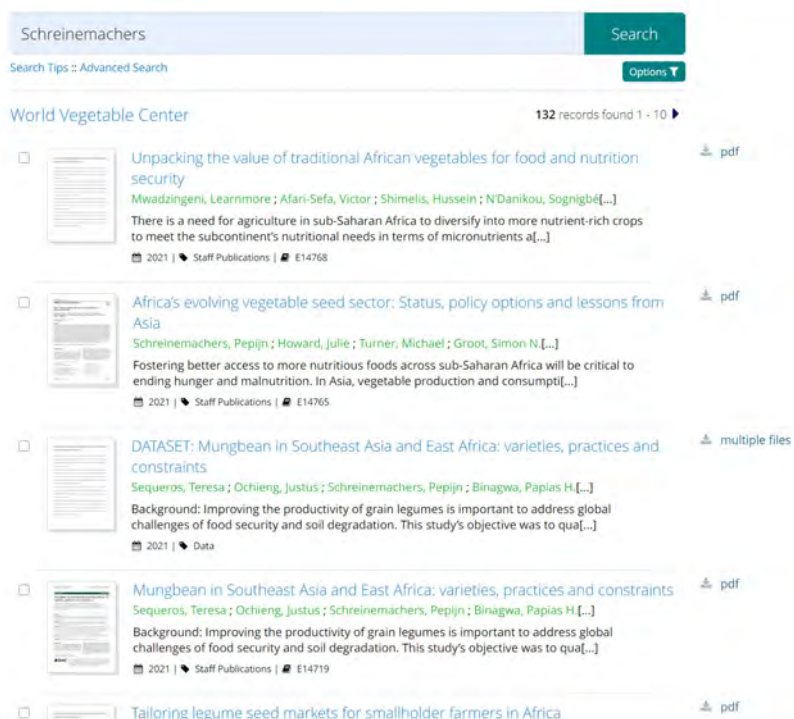 Schreinemachers
Search
Search Tips :: Advanced Search
Options
World Vegetable Center
132 records found 1 - 10
Unpacking the value of traditional African vegetables for food and nutrition
security
pdf
Mwadzingeni, Learnmore ; Afari-Sefa, Victor ; Shimelis, Hussein ; N'Danikou, Sognigbé[...]
There is a need for agriculture in sub-Saharan Africa to diversify into more nutrient-rich crops
to meet the subcontinent's nutritional needs in terms of micronutrients a[...]
2021 | Staff Publications | E14768
Africa's evolving vegetable seed sector: Status, policy options and lessons from
Asia
pdf
Schreinemachers, Pepijn ; Howard, Julie ; Turner, Michael ; Groot, Simon N.[...]
Fostering better access to more nutritious foods across sub-Saharan Africa will be critical to
ending hunger and malnutrition. In Asia, vegetable production and consumpti[...]
2021 | Staff Publications | E14765
DATASET: Mungbean in Southeast Asia and East Africa: varieties, practices and
constraints
multiple files
Sequeros, Teresa ; Ochieng, Justus ; Schreinemachers, Pepijn ; Binagwa, Papias H.[...]
Background: Improving the productivity of grain legumes is important to address global
challenges of food security and soil degradation. This study's objective was to qua[...]
2021 | Data
Mungbean in Southeast Asia and East Africa: varieties, practices and constraints
pdf
Sequeros, Teresa ; Ochieng, Justus ; Schreinemachers, Pepijn ; Binagwa, Papias H.[...]
Background: Improving the productivity of grain legumes is important to address global
challenges of food security and soil degradation. This study's objective was to qua[...]
2021 | Staff Publications | E14719
Tailoring legume seed markets for smallholder farmers in Africa
pdf